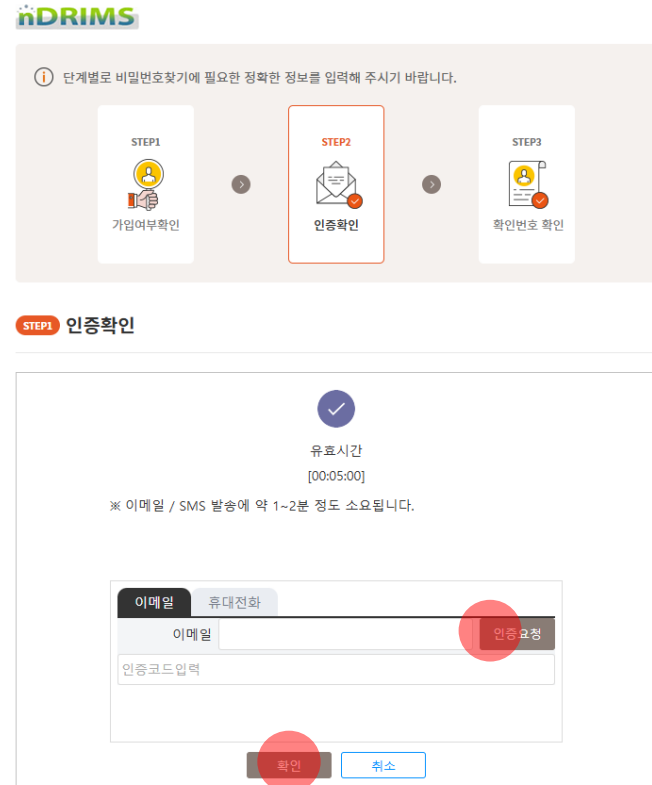 nDRIMS
단계별로 비밀번호찾기에 필요한 정확한 정보를 입력해 주시기 바랍니다.
STEP1
가입여부확인
STEP2
인증확인
STEP3
확인번호 확인
STEP1 인증확인
유효시간
[00:05:00]
※ 이메일 / SMS 발송에 약 1~2분 정도 소요됩니다.
이메일 휴대전화
이메일 인증요청
인증코드입력
확인 취소